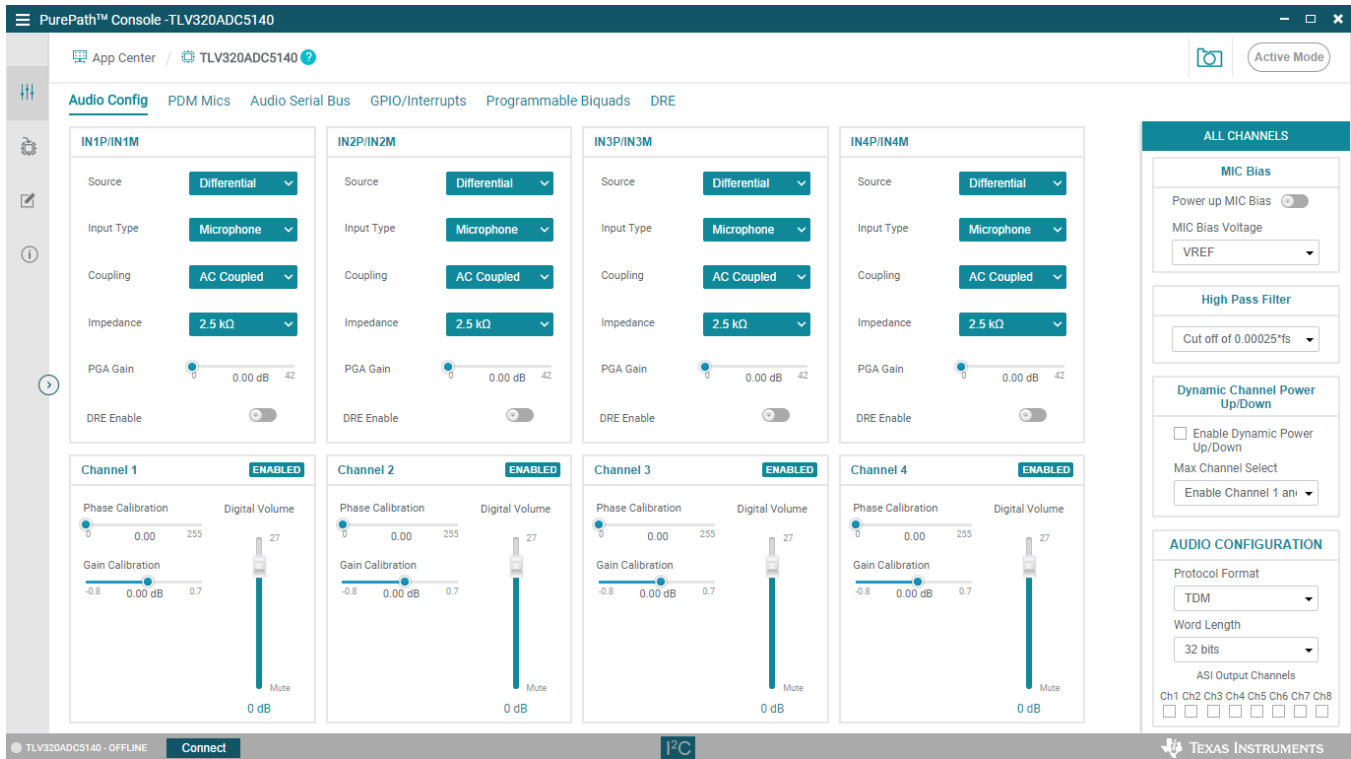 PurePath™ Console -TLV320ADC5140
App Center / TLV320ADC5140 ?
Active Mode
Audio Config PDM Mics Audio Serial Bus GPIO/Interrupts Programmable Biquads DRE
IN1P/IN1M
Source Differential
Input Type Microphone
Coupling AC Coupled
Impedance 2.5 kΩ
PGA Gain
0 0.00 dB 42
DRE Enable
IN2P/IN2M
Source Differential
Input Type Microphone
Coupling AC Coupled
Impedance 2.5 kΩ
PGA Gain
0 0.00 dB 42
DRE Enable
IN3P/IN3M
Source Differential
Input Type Microphone
Coupling AC Coupled
Impedance 2.5 kΩ
PGA Gain
0 0.00 dB 42
DRE Enable
IN4P/IN4M
Source Differential
Input Type Microphone
Coupling AC Coupled
Impedance 2.5 kΩ
PGA Gain
0 0.00 dB 42
DRE Enable
Channel 1 ENABLED
Phase Calibration Digital Volume
0 0.00 255
27
Gain Calibration
-0.8 0.00 dB 0.7
Mute
0 dB
Channel 2 ENABLED
Phase Calibration Digital Volume
0 0.00 255
27
Gain Calibration
-0.8 0.00 dB 0.7
Mute
0 dB
Channel 3 ENABLED
Phase Calibration Digital Volume
0 0.00 255
27
Gain Calibration
-0.8 0.00 dB 0.7
Mute
0 dB
Channel 4 ENABLED
Phase Calibration Digital Volume
0 0.00 255
27
Gain Calibration
-0.8 0.00 dB 0.7
Mute
0 dB
ALL CHANNELS
MIC Bias
Power up MIC Bias
MIC Bias Voltage
VREF
High Pass Filter
Cut off of 0.00025*fs
Dynamic Channel Power
Up/Down
Enable Dynamic Power
Up/Down
Max Channel Select
Enable Channel 1 an
AUDIO CONFIGURATION
Protocol Format
TDM
Word Length
32 bits
ASI Output Channels
Ch1 Ch2 Ch3 Ch4 Ch5 Ch6 Ch7 Ch8
TLV320ADC5140 - OFFLINE Connect I²C TEXAS INSTRUMENTS